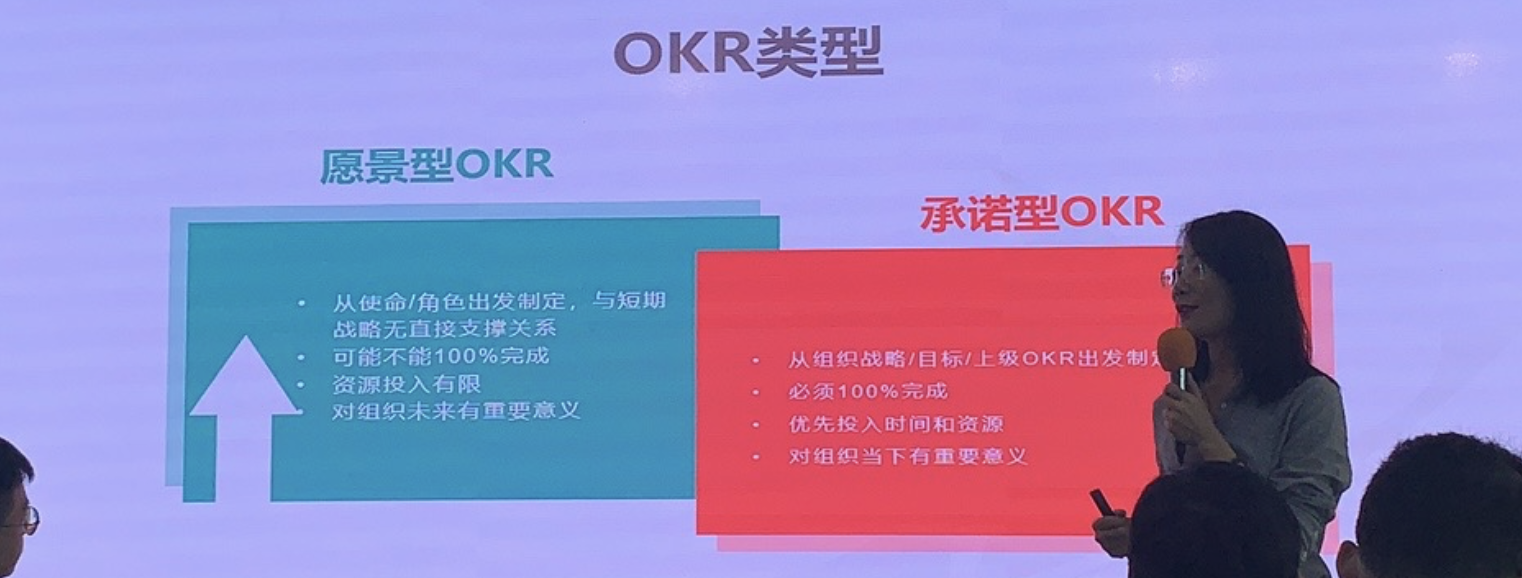 OKR类型
愿景型OKR
• 从使命/角色出发制定，与短期
战略无直接支撑关系
• 可能不能100%完成
• 资源投入有限
• 对组织未来有重要意义
承诺型OKR
• 从组织战略/目标/上级OKR出发制定
• 必须100%完成
• 优先投入时间和资源
• 对组织当下有重要意义